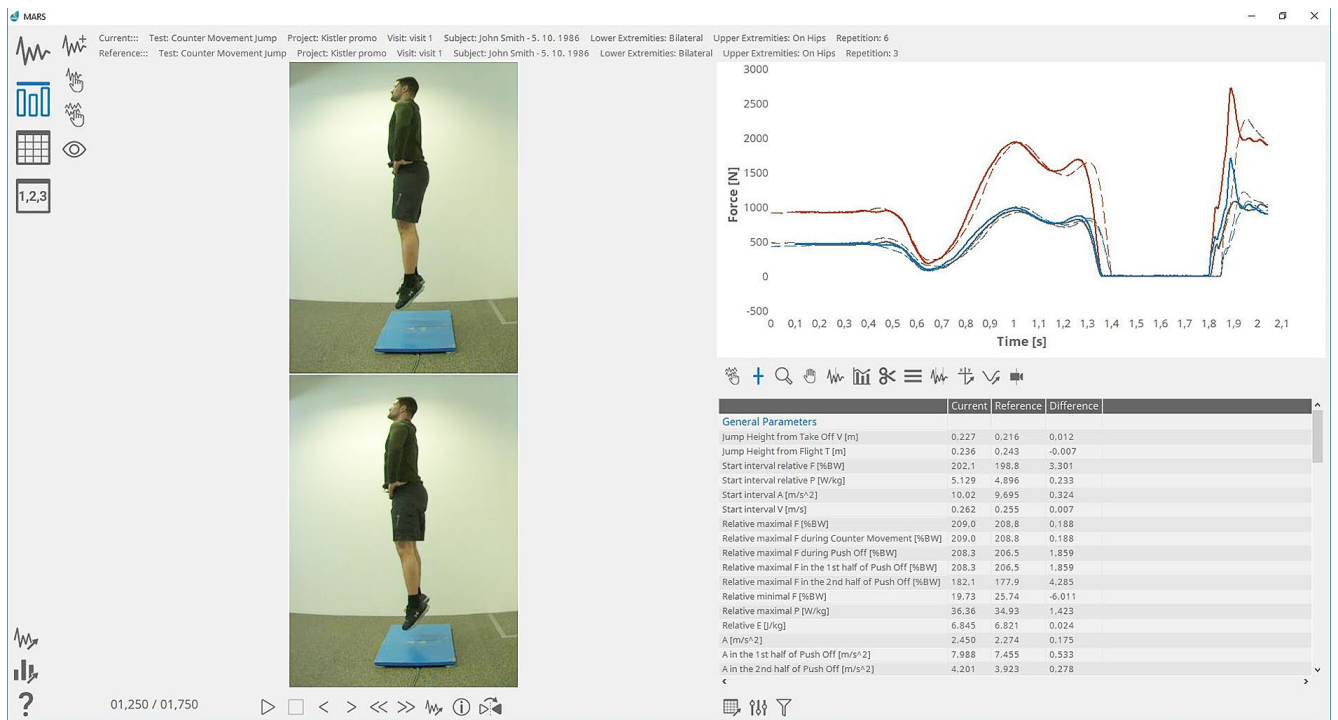 MARS
Current::: Test: Counter Movement Jump Project: Kistler promo Visit: visit 1 Subject: John Smith - 5. 10. 1986 Lower Extremities: Bilateral Upper Extremities: On Hips Repetition: 6
Reference::: Test: Counter Movement Jump Project: Kistler promo Visit: visit 1 Subject: John Smith - 5. 10. 1986 Lower Extremities: Bilateral Upper Extremities: On Hips Repetition: 3
1,2,3
3000
2500
2000
1500
1000
500
0
-500
Force [N]
0 0,1 0,2 0,3 0,4 0,5 0,6 0,7 0,8 0,9 1 1,1 1,2 1,3 1,4 1,5 1,6 1,7 1,8 1,9 2 2,1
Time [s]
Current Reference Difference
General Parameters
Jump Height from Take Off V [m] 0.227 0.216 0.012
Jump Height from Flight T [m] 0.236 0.243 -0.007
Start interval relative F [%BW] 202,1 198,8 3.301
Start interval relative P [W/kg] 5.129 4.896 0.233
Start interval A [m/s^2] 10,02 9,695 0.324
Start interval V [m/s] 0.262 0.255 0.007
Relative maximal F [%BW] 209.0 208.8 0.188
Relative maximal F during Counter Movement [%BW] 209.0 208.8 0.188
Relative maximal F during Push Off [%BW] 208.3 206.5 1.859
Relative maximal F in the 1st half of Push Off [%BW] 208.3 206.5 1.859
Relative maximal F in the 2nd half of Push Off [%BW] 182.1 177.9 4.285
Relative minimal F [%BW] 19.73 25.74 -6.011
Relative maximal P [W/kg] 36,36 34,93 1.423
Relative E [J/kg] 6.845 6.821 0.024
A [m/s^2] 2.450 2.274 0.175
A in the 1st half of Push Off [m/s^2] 7.988 7.455 0.533
A in the 2nd half of Push Off [m/s^2] 4.201 3.923 0.278
01,250 / 01,750